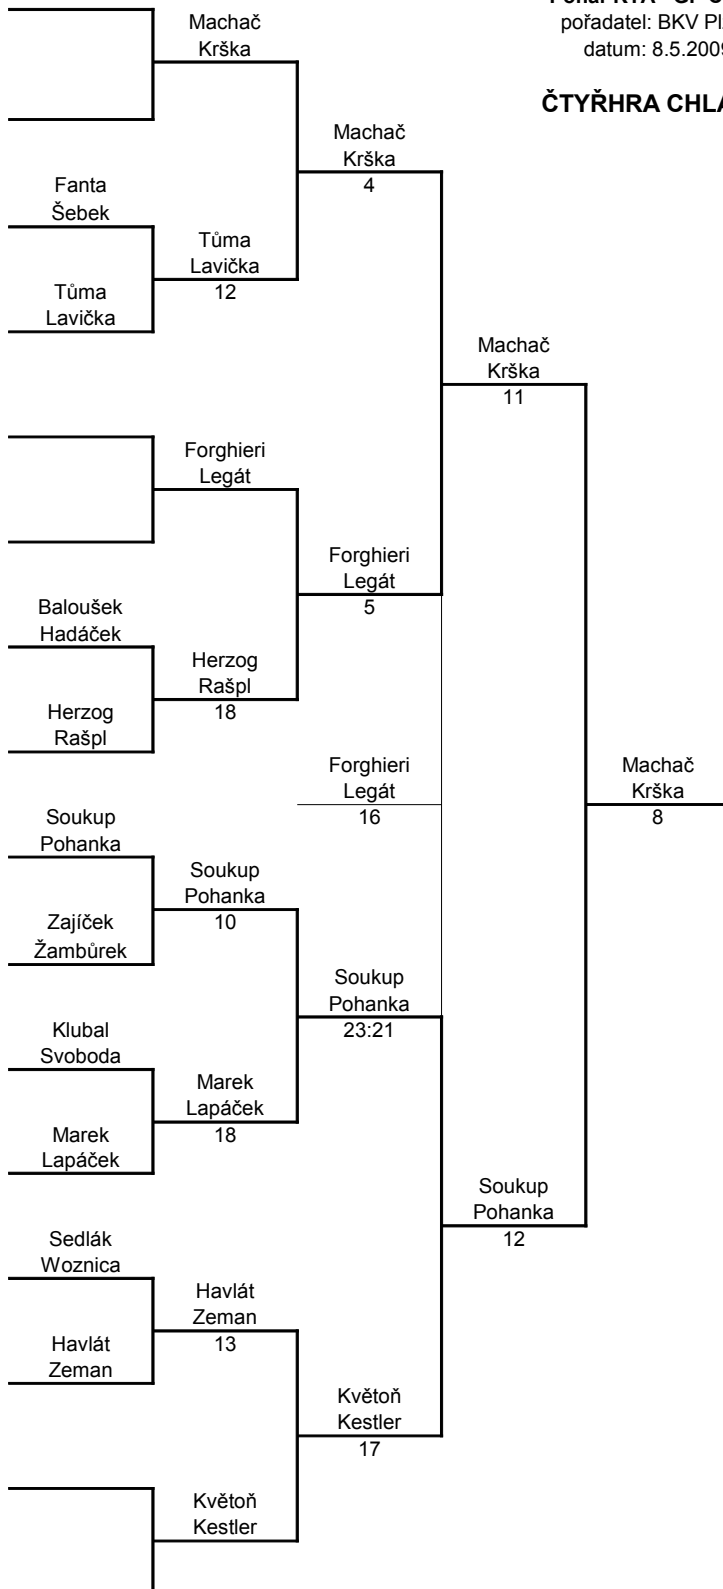 pořadatel: BKV
datum: 8.5.2009
ČTYŘHRA
Machač
Krška
Machač
Krška
4
Fanta
Šebek
Tůma
Lavička
12
Tůma
Lavička
Machač
Krška
11
Forghieri
Legát
Forghieri
Legát
5
Baloušek
Hadáček
Herzog
Rašpl
18
Herzog
Rašpl
Forghieri
Legát
16
Machač
Krška
8
Soukup
Pohanka
Soukup
Pohanka
10
Zajíček
Žambůrek
Soukup
Pohanka
23:21
Klubal
Svoboda
Marek
Lapáček
18
Marek
Lapáček
Soukup
Pohanka
12
Sedlák
Woznica
Havlát
Zeman
13
Havlát
Zeman
Květoň
Kestler
17
Květoň
Kestler